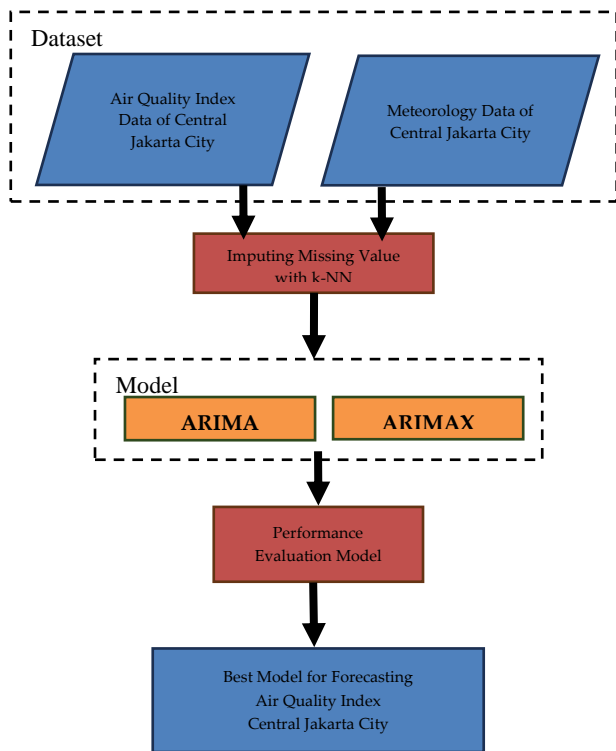 Dataset
Air Quality Index
Data of Central
Jakarta City
Meteorology Data of
Central Jakarta City
Imputing Missing Value
with k-NN
Model
ARIMA
ARIMAX
Performance
Evaluation Model
Best Model for Forecasting
Air Quality Index
Central Jakarta City